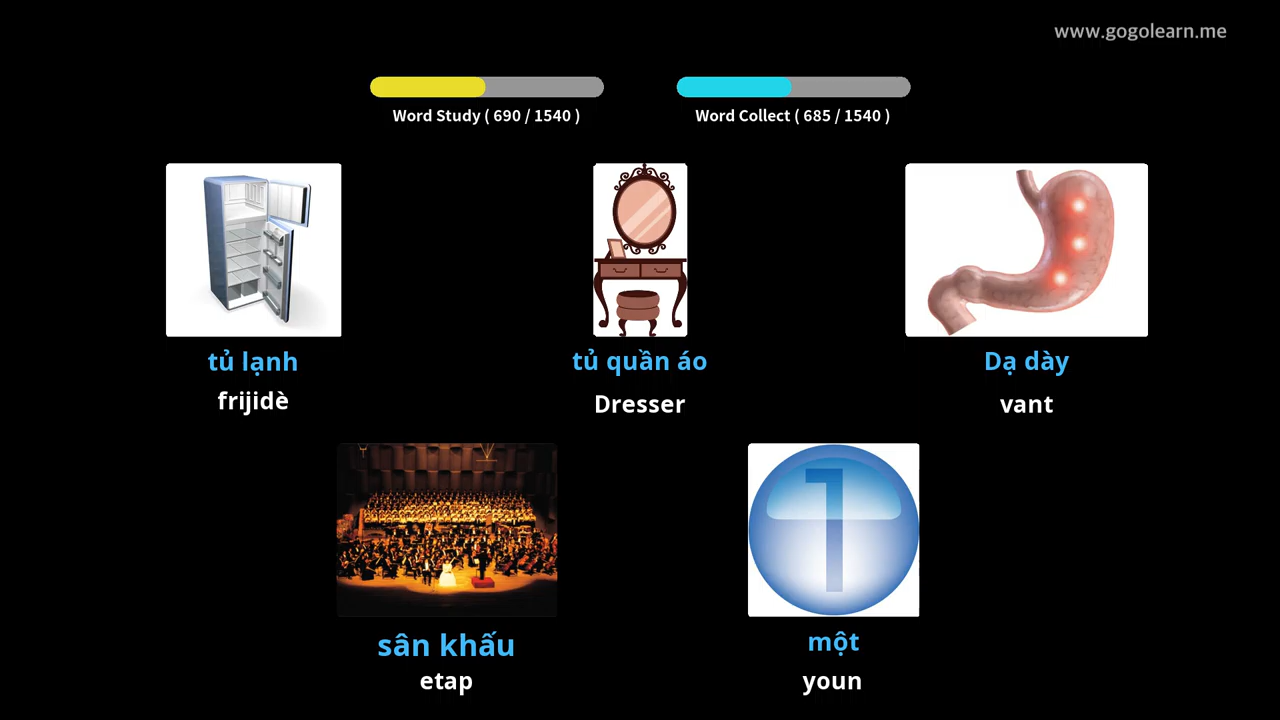 www.gogolearn.me
Word Study ( 690 / 1540 )
Word Collect ( 685 / 1540 )
tủ lạnh
frijidè
tủ quần áo
Dresser
Dạ dày
vant
sân khấu
etap
1
một
youn